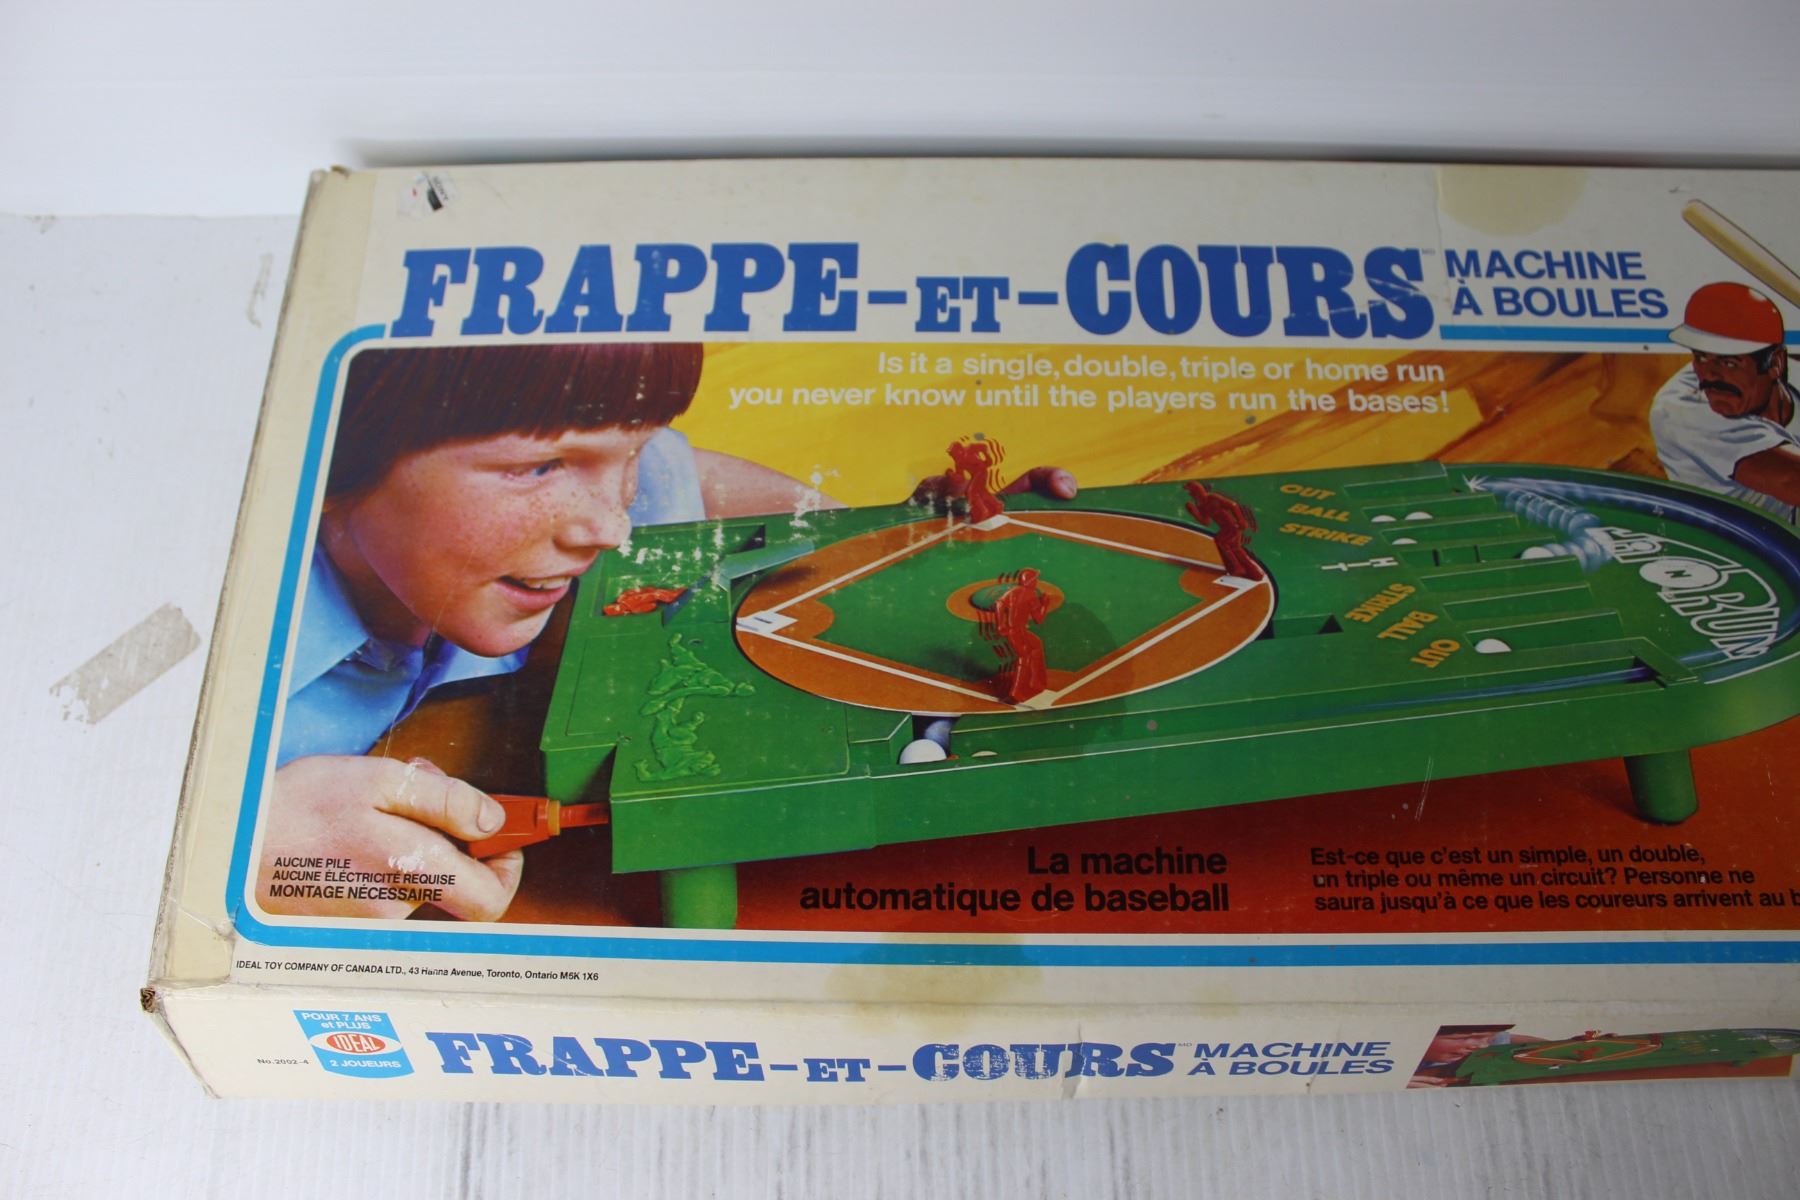 FRAPPE-ET-COURS MD
MACHINE
À BOULES
Is it a single, double, triple or home run
you never know until the players run the bases!
OUT
BALL
STRIKE
HIT
STRIKE
BALL
OUT
AUCUNE PILE
AUCUNE ÉLECTRICITÉ REQUISE
MONTAGE NÉCESSAIRE
La machine
automatique de baseball
Est-ce que c'est un simple, un double,
un triple ou même un circuit? Personne ne
saura jusqu'à ce que les coureurs arrivent au
IDEAL TOY COMPANY OF CANADA LTD., 43 Hanna Avenue, Toronto, Ontario M6K 1X6
No. 2002-4
POUR 7 ANS
et PLUS
IDEAL
2 JOUEURS
FRAPPE-ET-COURS MD
MACHINE
À BOULES